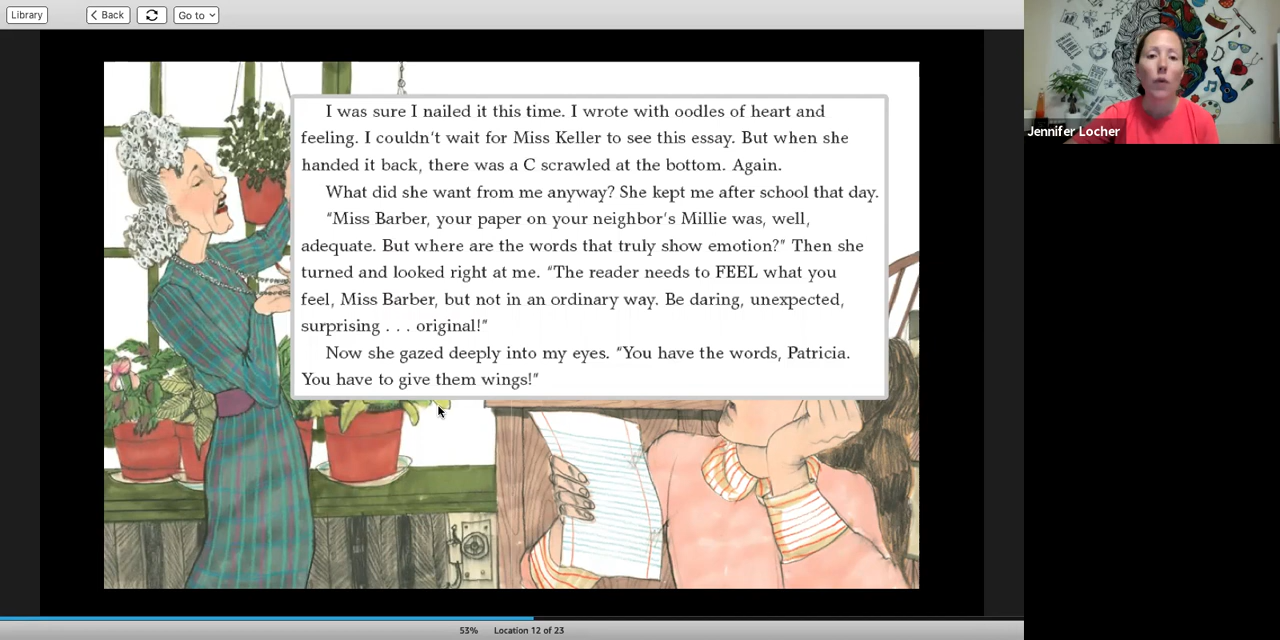 Library
Back
Go to
I was sure I nailed it this time. I wrote with oodles of heart and
feeling. I couldn't wait for Miss Keller to see this essay. But when she
handed it back, there was a C scrawled at the bottom. Again.
What did she want from me anyway? She kept me after school that day.
"Miss Barber, your paper on your neighbor's Millie was, well,
adequate. But where are the words that truly show emotion?" Then she
turned and looked right at me. "The reader needs to FEEL what you
feel, Miss Barber, but not in an ordinary way. Be daring, unexpected,
surprising . . . original!"
Now she gazed deeply into my eyes. "You have the words, Patricia.
You have to give them wings!"
Jennifer Locher
53% Location 12 of 23